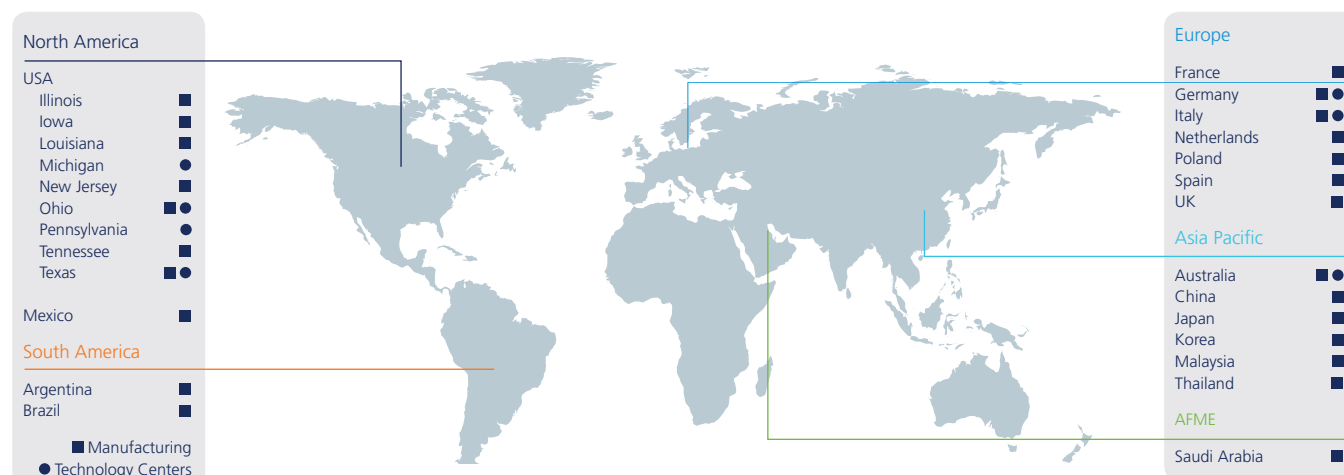 North America
USA
Illinois
Iowa
Louisiana
Michigan
New Jersey
Ohio
Pennsylvania
Tennessee
Texas
Mexico
South America
Argentina
Brazil
Manufacturing
Technology Centers
Europe
France
Germany
Italy
Netherlands
Poland
Spain
UK
Asia Pacific
Australia
China
Japan
Korea
Malaysia
Thailand
AFME
Saudi Arabia